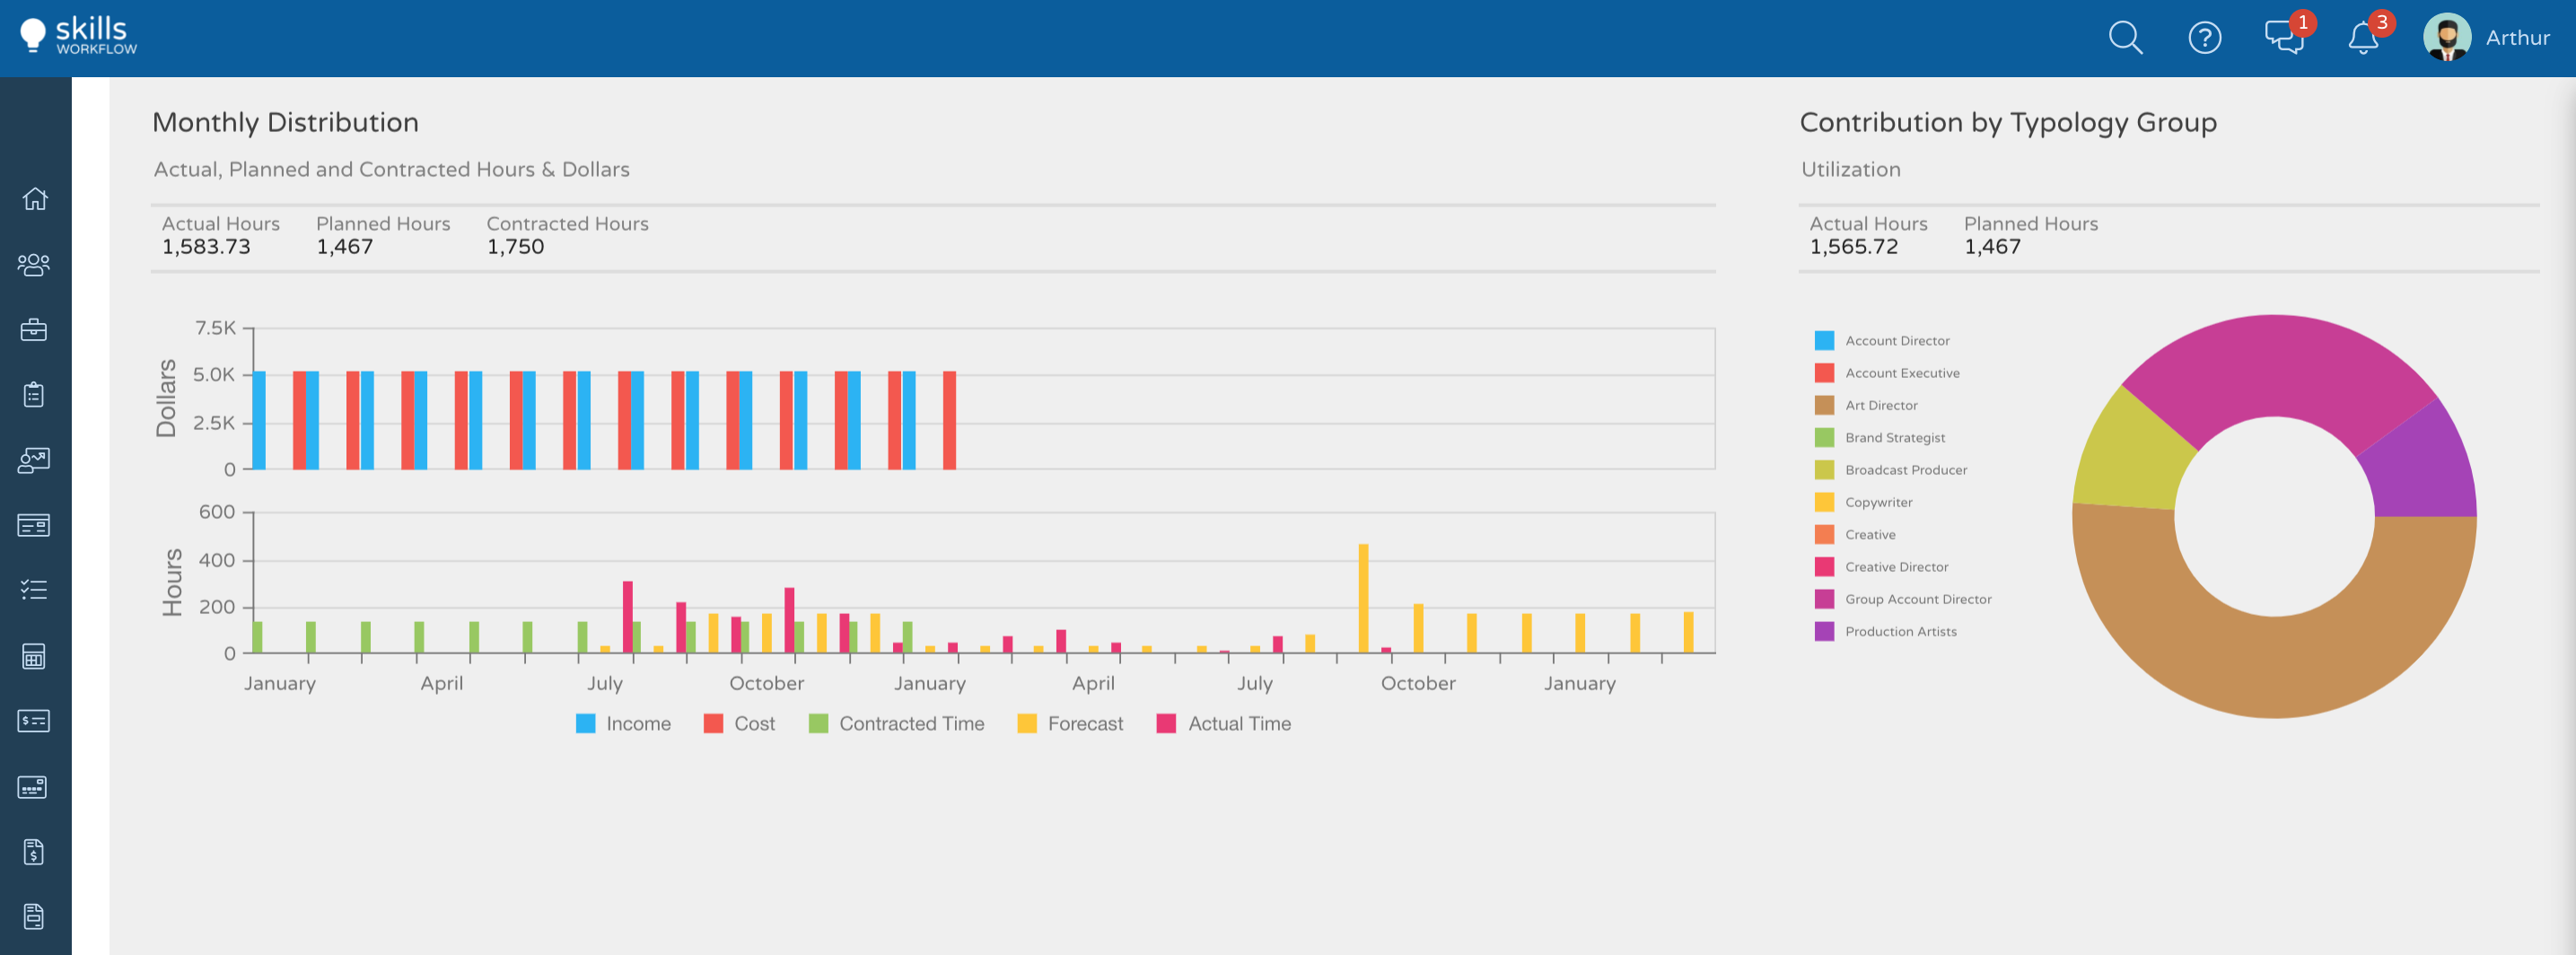 skills
WORKFLOW
1
3
Arthur
Monthly Distribution
Actual, Planned and Contracted Hours & Dollars
Actual Hours Planned Hours Contracted Hours
1,583.73 1,467 1,750
Dollars
7.5K
5.0K
2.5K
0
Hours
600
400
200
0
January April July October January April July October January
Income Cost Contracted Time Forecast Actual Time
Contribution by Typology Group
Utilization
Actual Hours Planned Hours
1,565.72 1,467
Account Director
Account Executive
Art Director
Brand Strategist
Broadcast Producer
Copywriter
Creative
Creative Director
Group Account Director
Production Artists